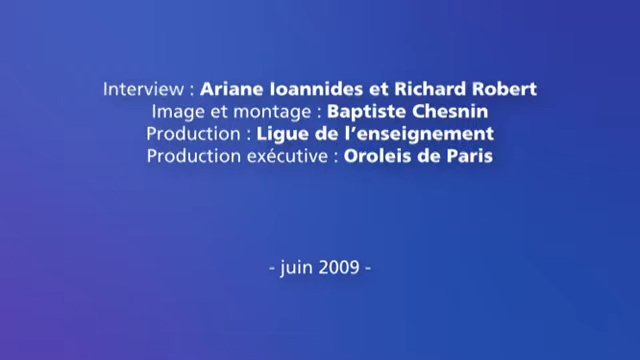 Interview : Ariane Ioannides et Richard Robert
Image et montage : Baptiste Chesnin
Production : Ligue de l’enseignement
Production exécutive : Oroleis de Paris
- juin 2009 -